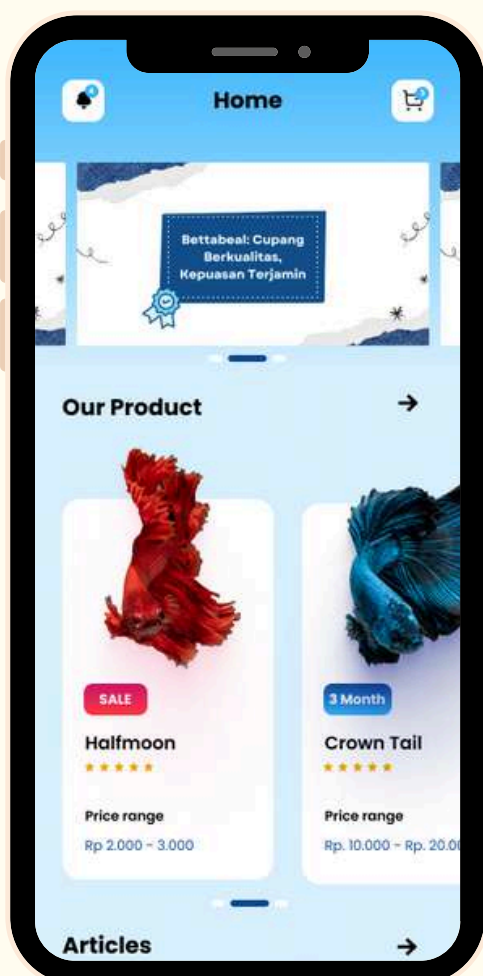 Home
Bettabeal: Cupang
Berkualitas,
Kepuasan Terjamin
Our Product
SALE
Halfmoon
Price range
Rp 2.000 - 3.000
3 Month
Crown Tail
Price range
Rp. 10.000 - Rp. 20.0
Articles